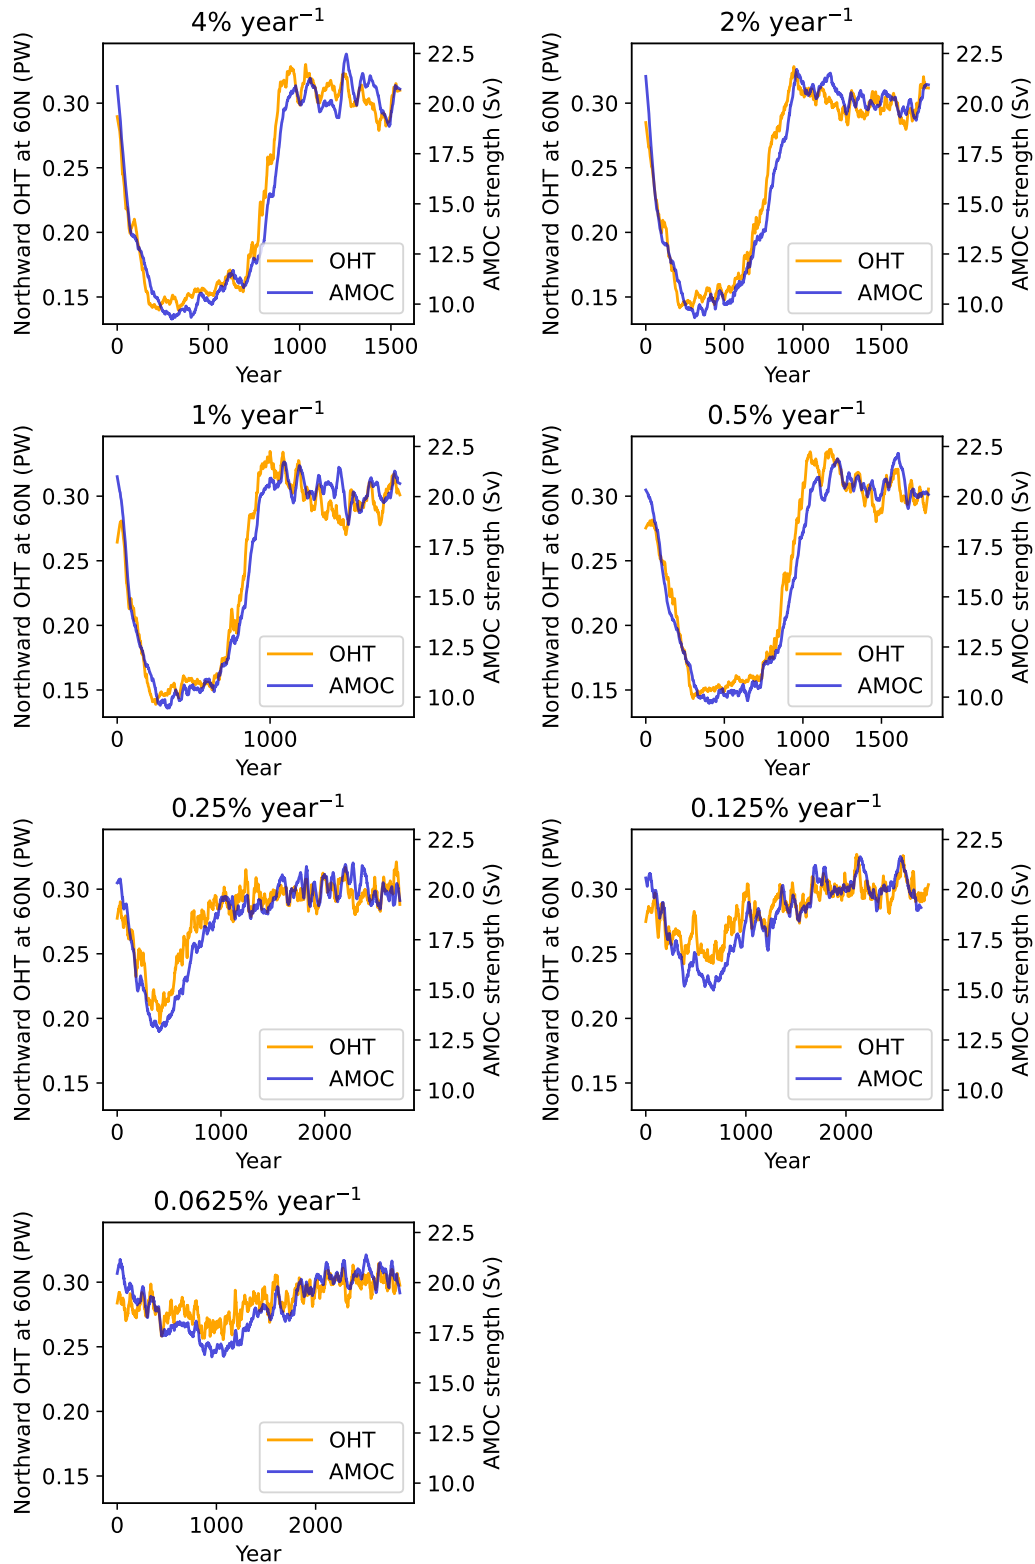 4% year⁻¹
Northward OHT at 60N (PW)
0.30
0.25
0.20
0.15
22.5
20.0
17.5
15.0
12.5
10.0
AMOC strength (Sv)
OHT
AMOC
0 500 1000 1500
Year
2% year⁻¹
Northward OHT at 60N (PW)
0.30
0.25
0.20
0.15
22.5
20.0
17.5
15.0
12.5
10.0
AMOC strength (Sv)
OHT
AMOC
0 500 1000 1500
Year
1% year⁻¹
Northward OHT at 60N (PW)
0.30
0.25
0.20
0.15
22.5
20.0
17.5
15.0
12.5
10.0
AMOC strength (Sv)
OHT
AMOC
0 1000
Year
0.5% year⁻¹
Northward OHT at 60N (PW)
0.30
0.25
0.20
0.15
22.5
20.0
17.5
15.0
12.5
10.0
AMOC strength (Sv)
OHT
AMOC
0 500 1000 1500
Year
0.25% year⁻¹
Northward OHT at 60N (PW)
0.30
0.25
0.20
0.15
22.5
20.0
17.5
15.0
12.5
10.0
AMOC strength (Sv)
OHT
AMOC
0 1000 2000
Year
0.125% year⁻¹
Northward OHT at 60N (PW)
0.30
0.25
0.20
0.15
22.5
20.0
17.5
15.0
12.5
10.0
AMOC strength (Sv)
OHT
AMOC
0 1000 2000
Year
0.0625% year⁻¹
Northward OHT at 60N (PW)
0.30
0.25
0.20
0.15
22.5
20.0
17.5
15.0
12.5
10.0
AMOC strength (Sv)
OHT
AMOC
0 1000 2000
Year